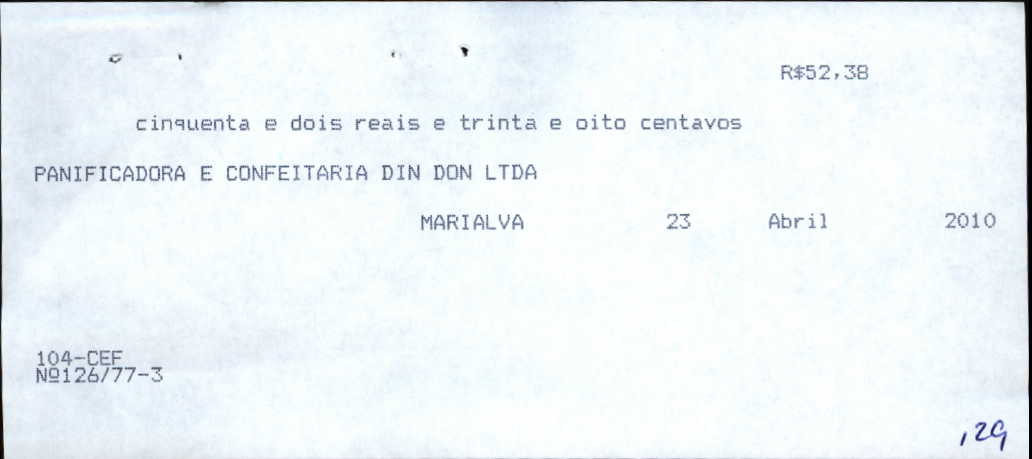 R$52,38
cinquenta e dois reais e trinta e oito centavos
PANIFICADORA E CONFEITARIA DIN DON LTDA
MARIALVA 23 Abril 2010
104-CEF
Nº126/77-3
,29